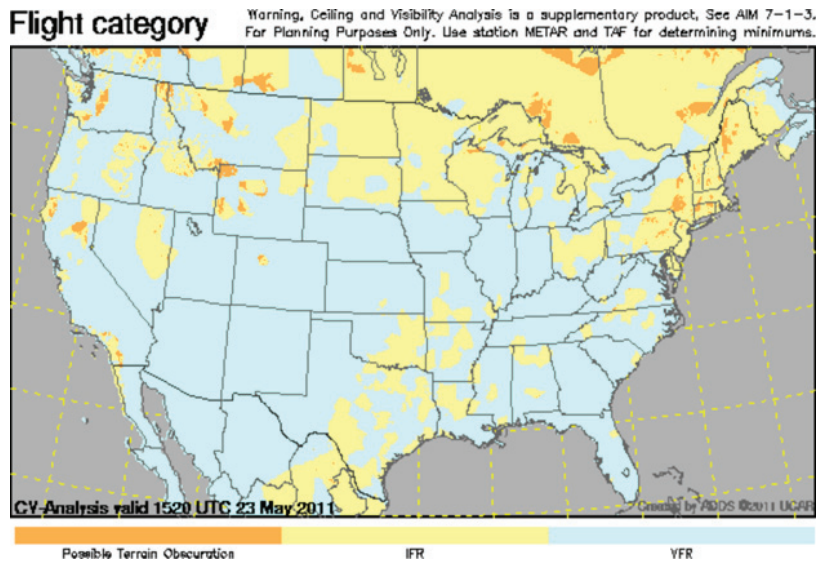 Flight category
Warning, Ceiling and Visibility Analysis is a supplementary product, See AIM 7-1-3.
For Planning Purposes Only. Use station METAR and TAF for determining minimums.
CV-Analysis valid 1520 UTC 23 May 2011
Created by ADDS ©2011 UCAR
Possible Terrain Obscuration IFR VFR